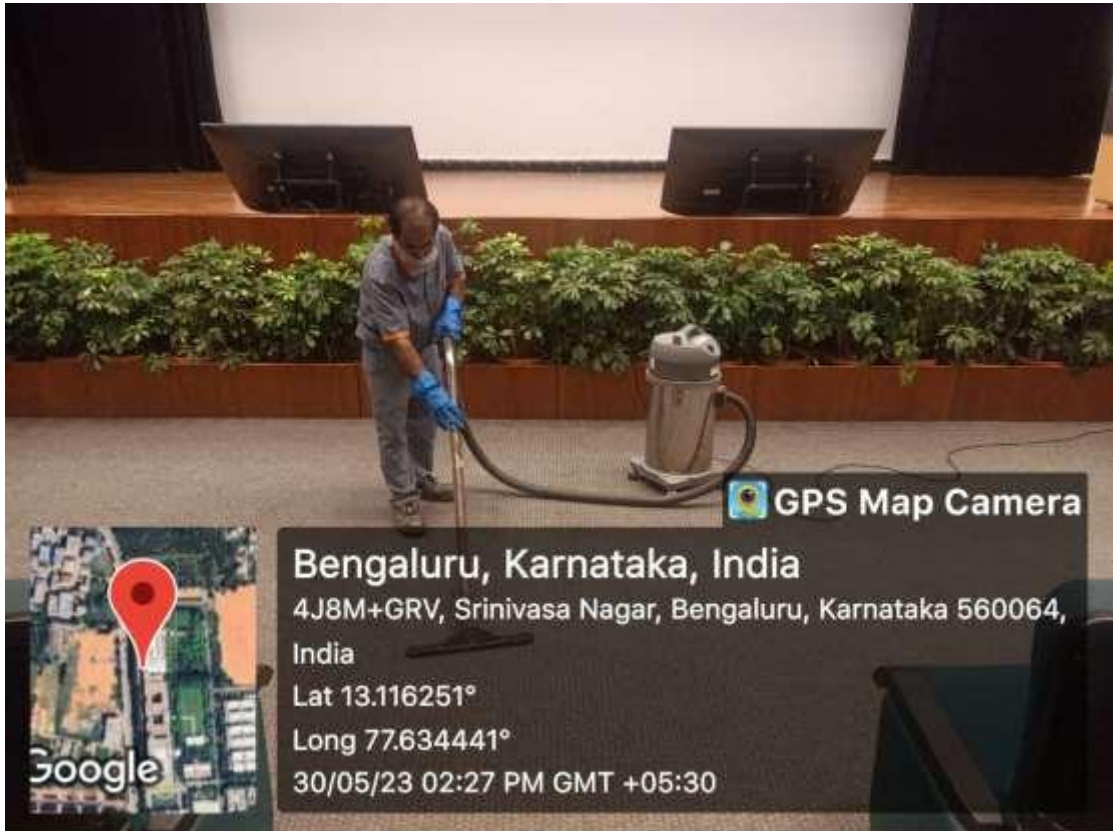 GPS Map Camera
Bengaluru, Karnataka, India
4J8M+GRV, Srinivasa Nagar, Bengaluru, Karnataka 560064,
India
Lat 13.116251°
Long 77.634441°
30/05/23 02:27 PM GMT +05:30
Google